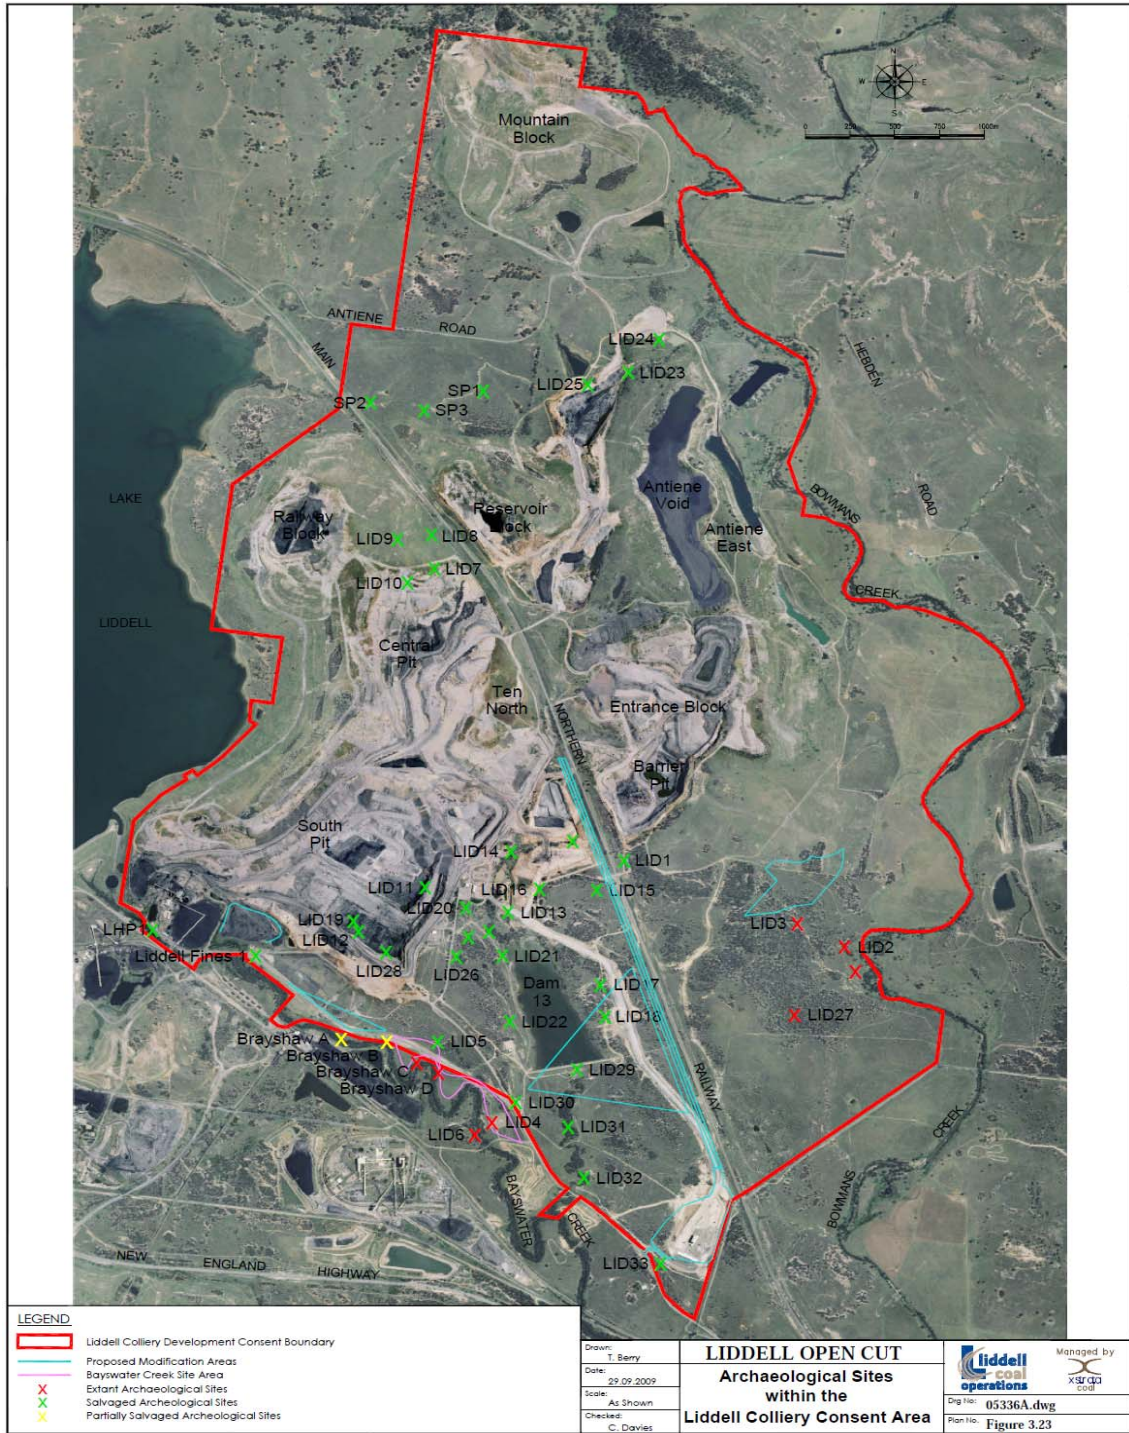 N
W
E
S
0
250
500
750
1000m
Mountain
Block
ANTIENE
ROAD
MAIN
LID24
LID23
LID25
HEBDEN
SP1
SP2
SP3
LAKE
Railway
Block
Reservoir
Block
Antiene
Void
BOWMANS
ROAD
Antiene
East
LID9
LID8
LID7
LID10
CREEK
LIDDELL
Central
Pit
Ten
North
Entrance Block
NORTHERN
Barrier
Pit
South
Pit
LID14
LID1
LID11
LID16
LID15
LID20
LID13
LID19
LID12
LHP1
LID3
LID2
Liddell Fines 1
LID28
LID26
LID21
Dam
13
LID17
LID22
LID18
LID27
Brayshaw A
Brayshaw B
LID5
Brayshaw C
Brayshaw D
LID29
RAILWAY
LID30
LID4
LID6
LID31
CREEK
LID32
BAYSWATER
CREEK
BOWMANS
NEW
ENGLAND
HIGHWAY
LID33
LEGEND
Liddell Colliery Development Consent Boundary
Proposed Modification Areas
Bayswater Creek Site Area
X Extant Archaeological Sites
X Salvaged Archeological Sites
X Partially Salvaged Archeological Sites
Drawn:
T. Berry
Date:
29.09.2009
Scale:
As Shown
Checked:
C. Davies
LIDDELL OPEN CUT
Archaeological Sites
within the
Liddell Colliery Consent Area
liddell
coal
operations
Managed by
xstrata
coal
Drg No: 05336A.dwg
Plan No. Figure 3.23